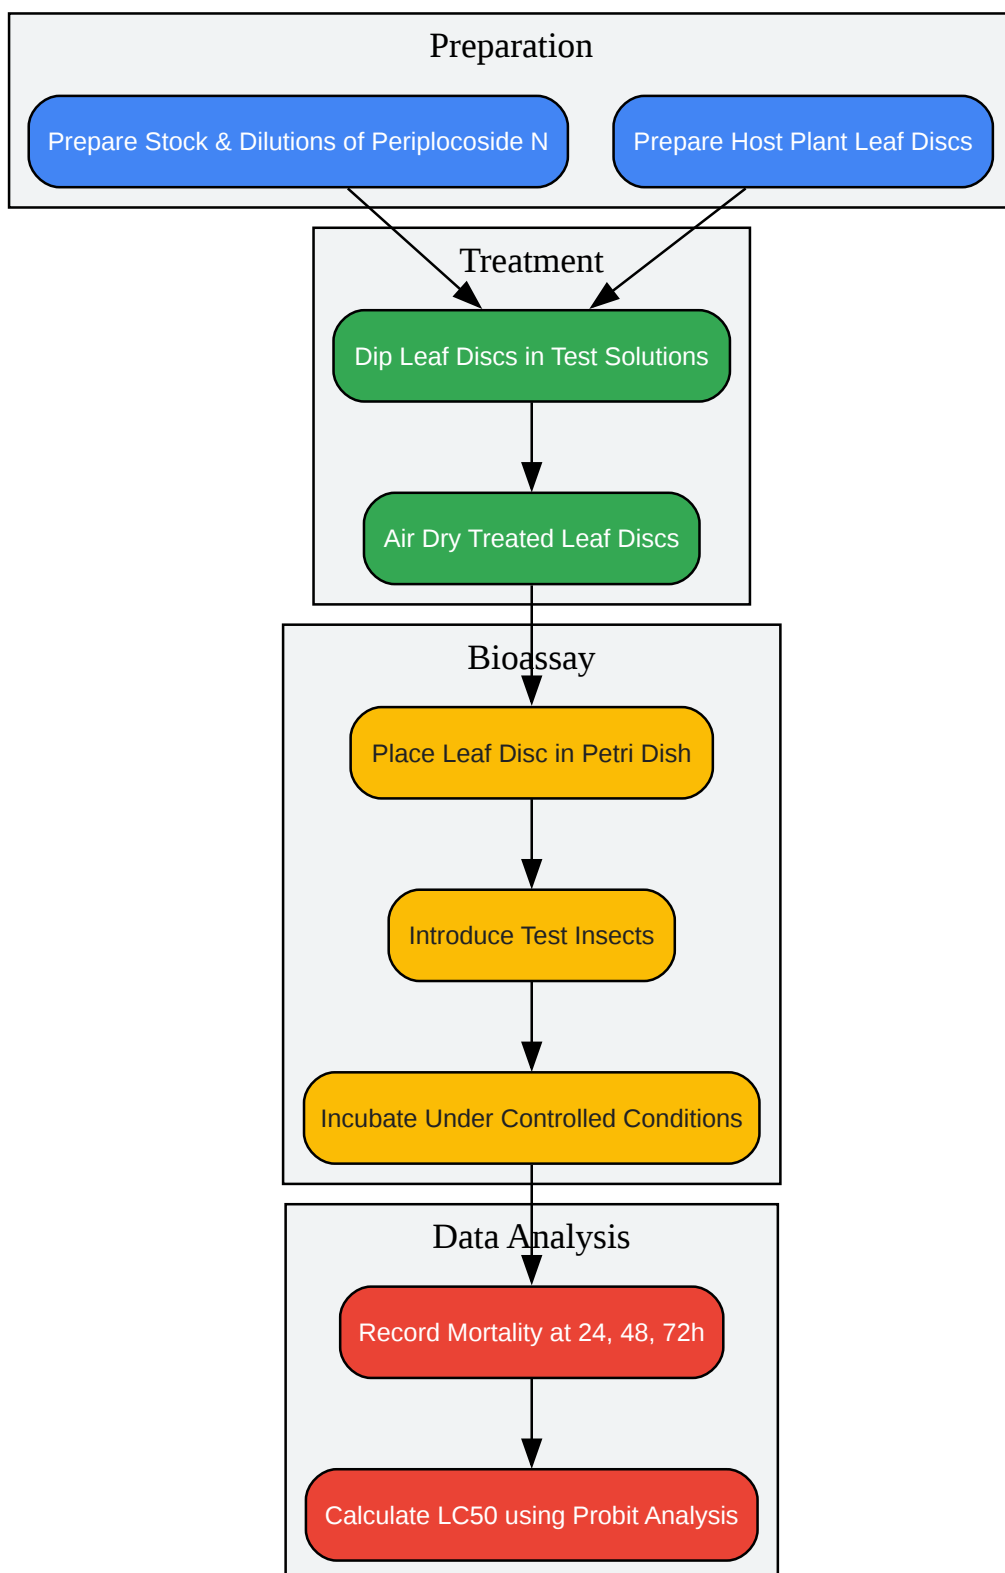 Preparation
Prepare Stock & Dilutions of Periplocoside N
Prepare Host Plant Leaf Discs
Treatment
Dip Leaf Discs in Test Solutions
Air Dry Treated Leaf Discs
Bioassay
Place Leaf Disc in Petri Dish
Introduce Test Insects
Incubate Under Controlled Conditions
Data Analysis
Record Mortality at 24, 48, 72h
Calculate LC50 using Probit Analysis